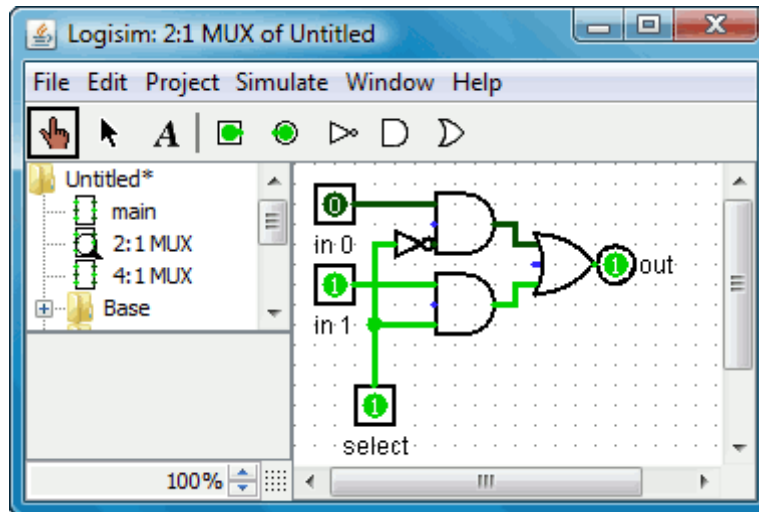 Logisim: 2:1 MUX of Untitled
File Edit Project Simulate Window Help
A
Untitled*
main
2:1 MUX
4:1 MUX
Base
0
in 0
1
in 1
1 out
1
select
100%